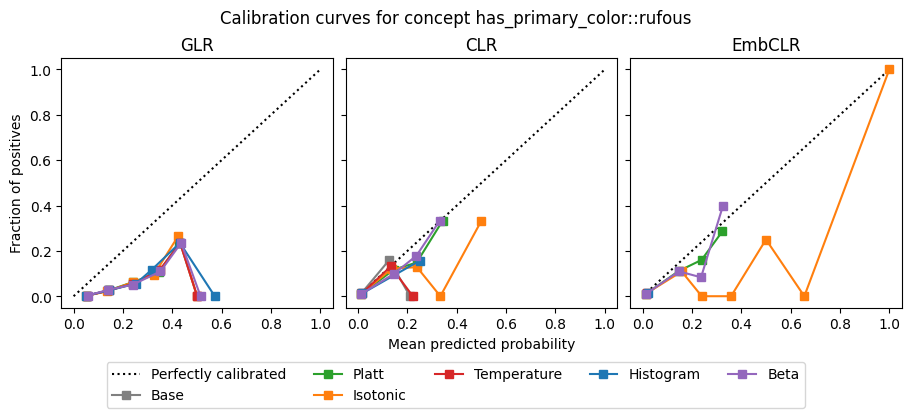 Calibration curves for concept has_primary_color::rufous
GLR
CLR
EmbCLR
Fraction of positives
1.0
0.8
0.6
0.4
0.2
0.0
0.0 0.2 0.4 0.6 0.8 1.0
0.0 0.2 0.4 0.6 0.8 1.0
0.0 0.2 0.4 0.6 0.8 1.0
Mean predicted probability
Perfectly calibrated Platt Temperature Histogram Beta
Base Isotonic